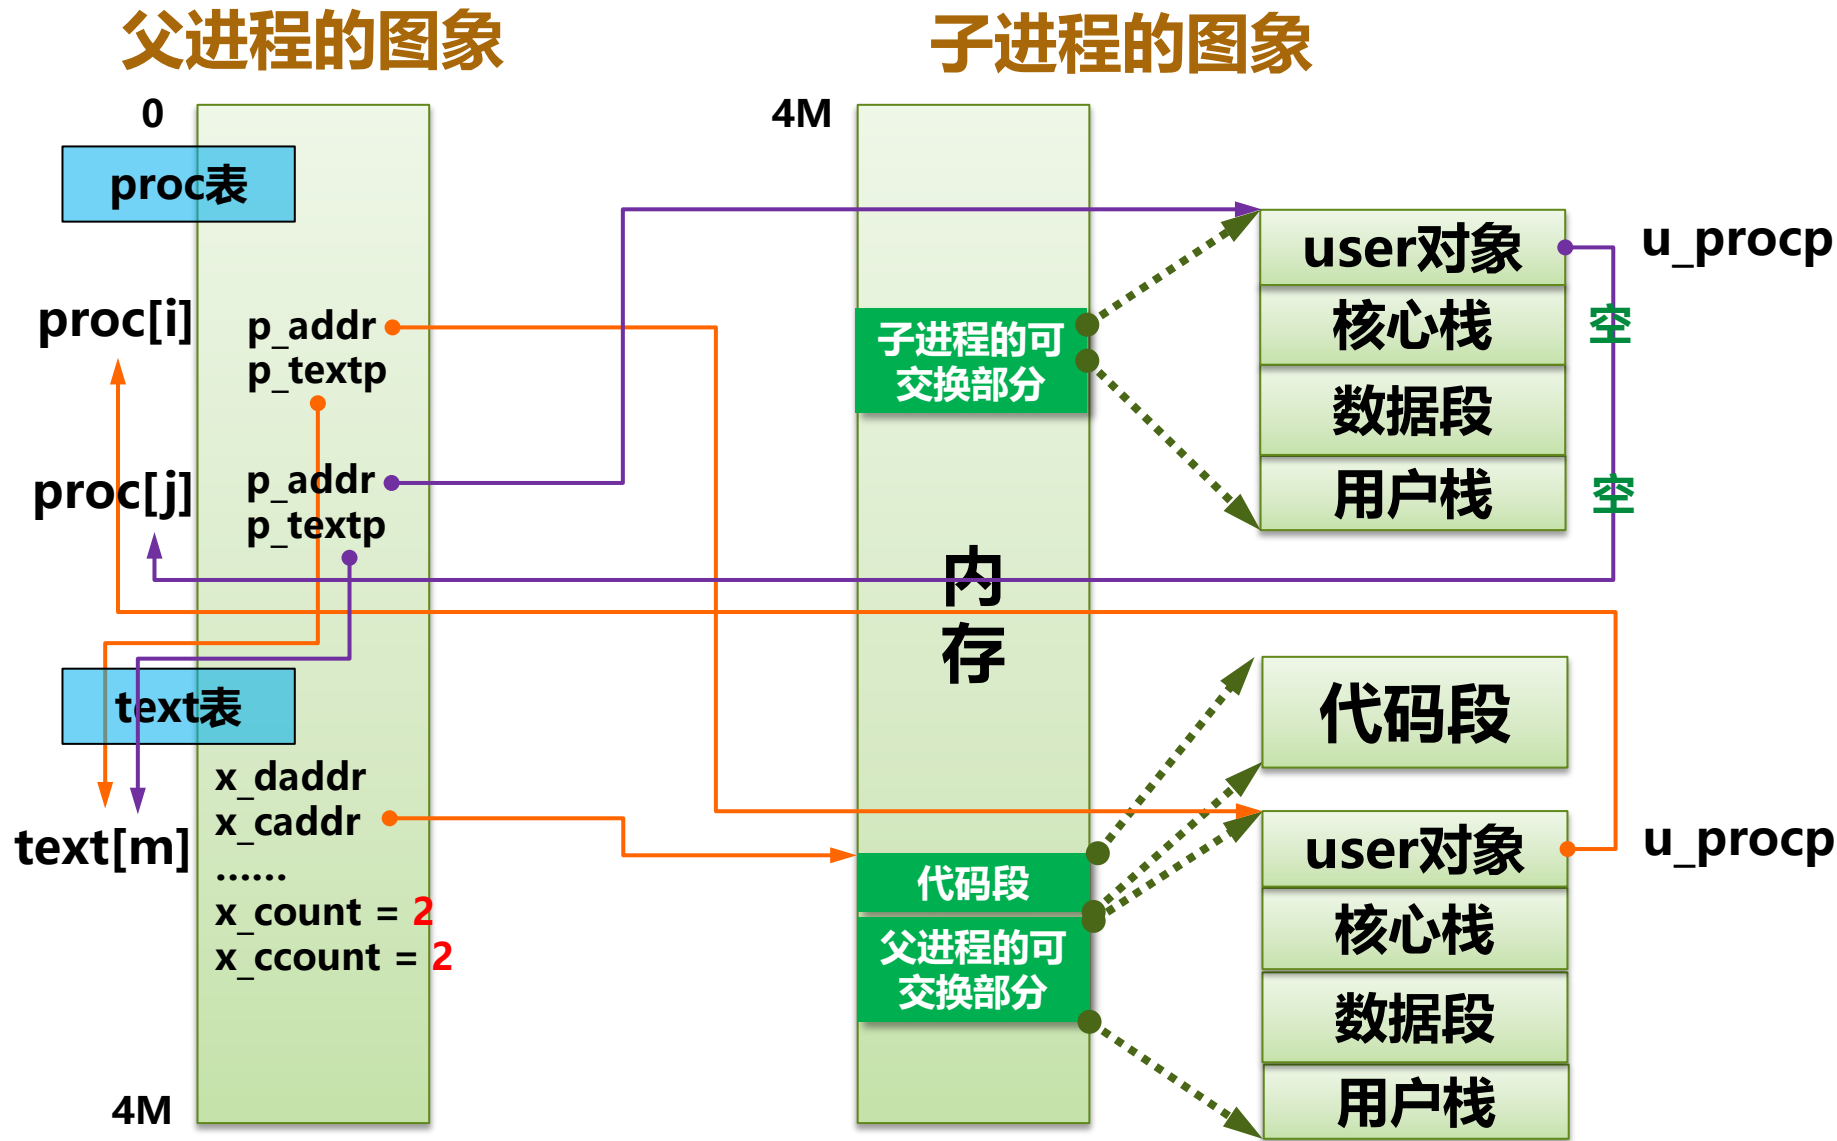 父进程的图象
子进程的图象
0
proc表
proc[i]
p_addr
p_textp
proc[j]
p_addr
p_textp
text表
text[m]
x_daddr
x_caddr
……
x_count = 2
x_ccount = 2
4M
4M
子进程的可
交换部分
内
存
代码段
父进程的可
交换部分
user对象
核心栈
数据段
用户栈
u_procp
空
空
代码段
user对象
核心栈
数据段
用户栈
u_procp